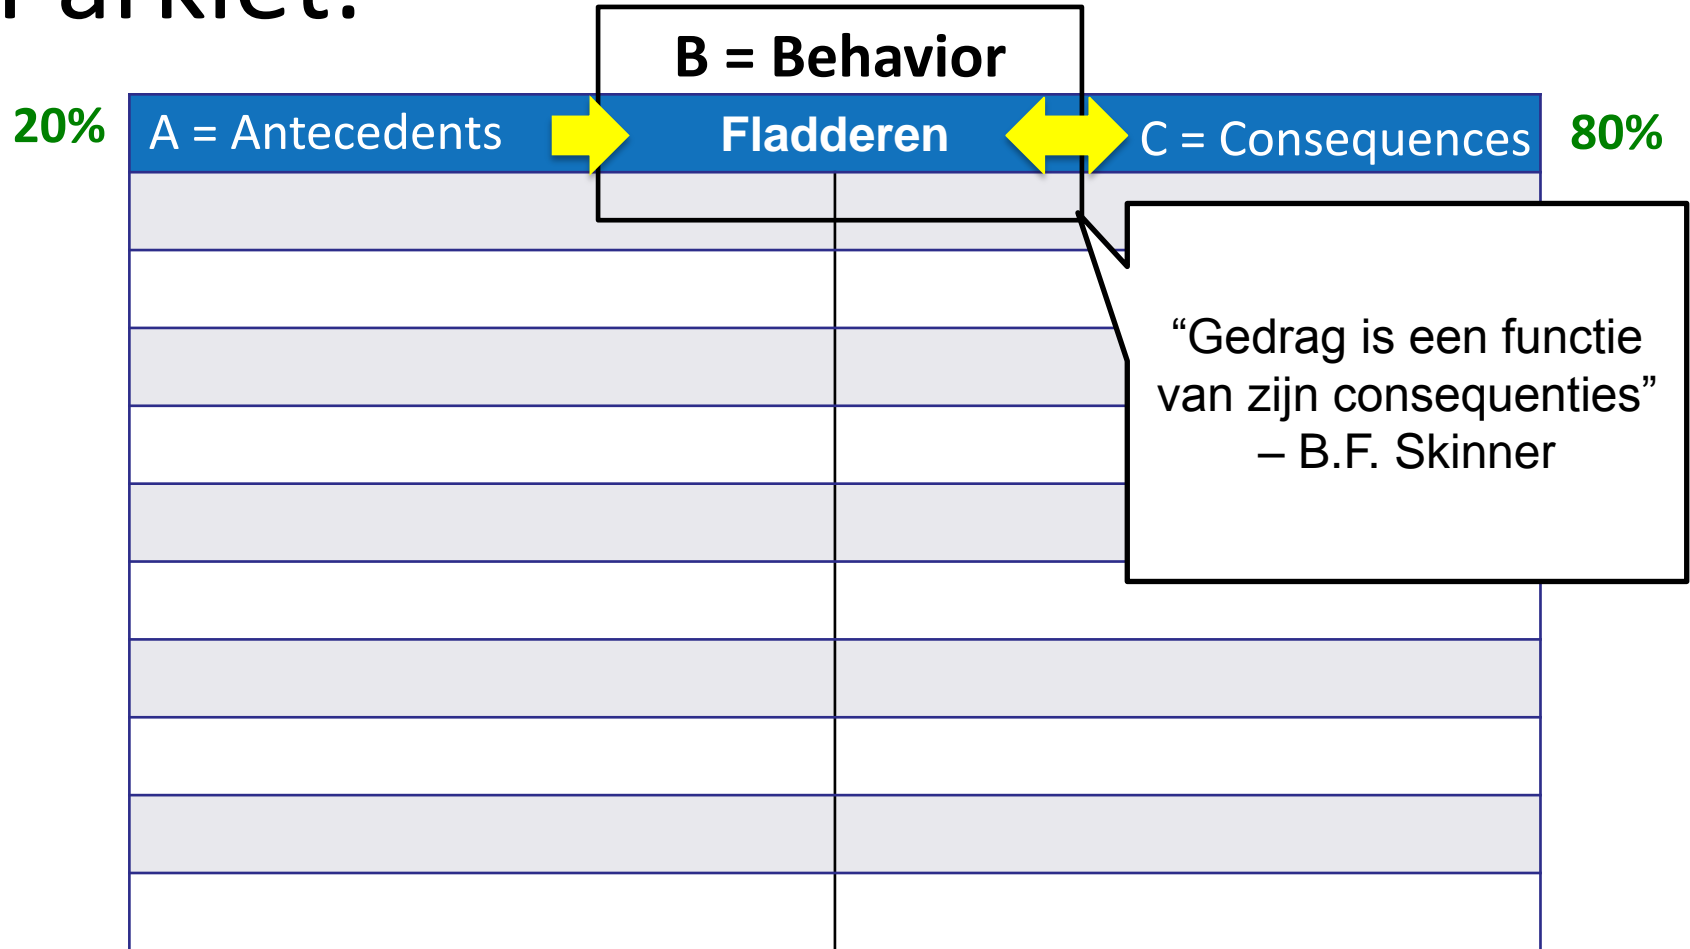 B = Behavior
20%
A = Antecedents
Fladderen
C = Consequences
80%
“Gedrag is een functie
van zijn consequenties”
– B.F. Skinner